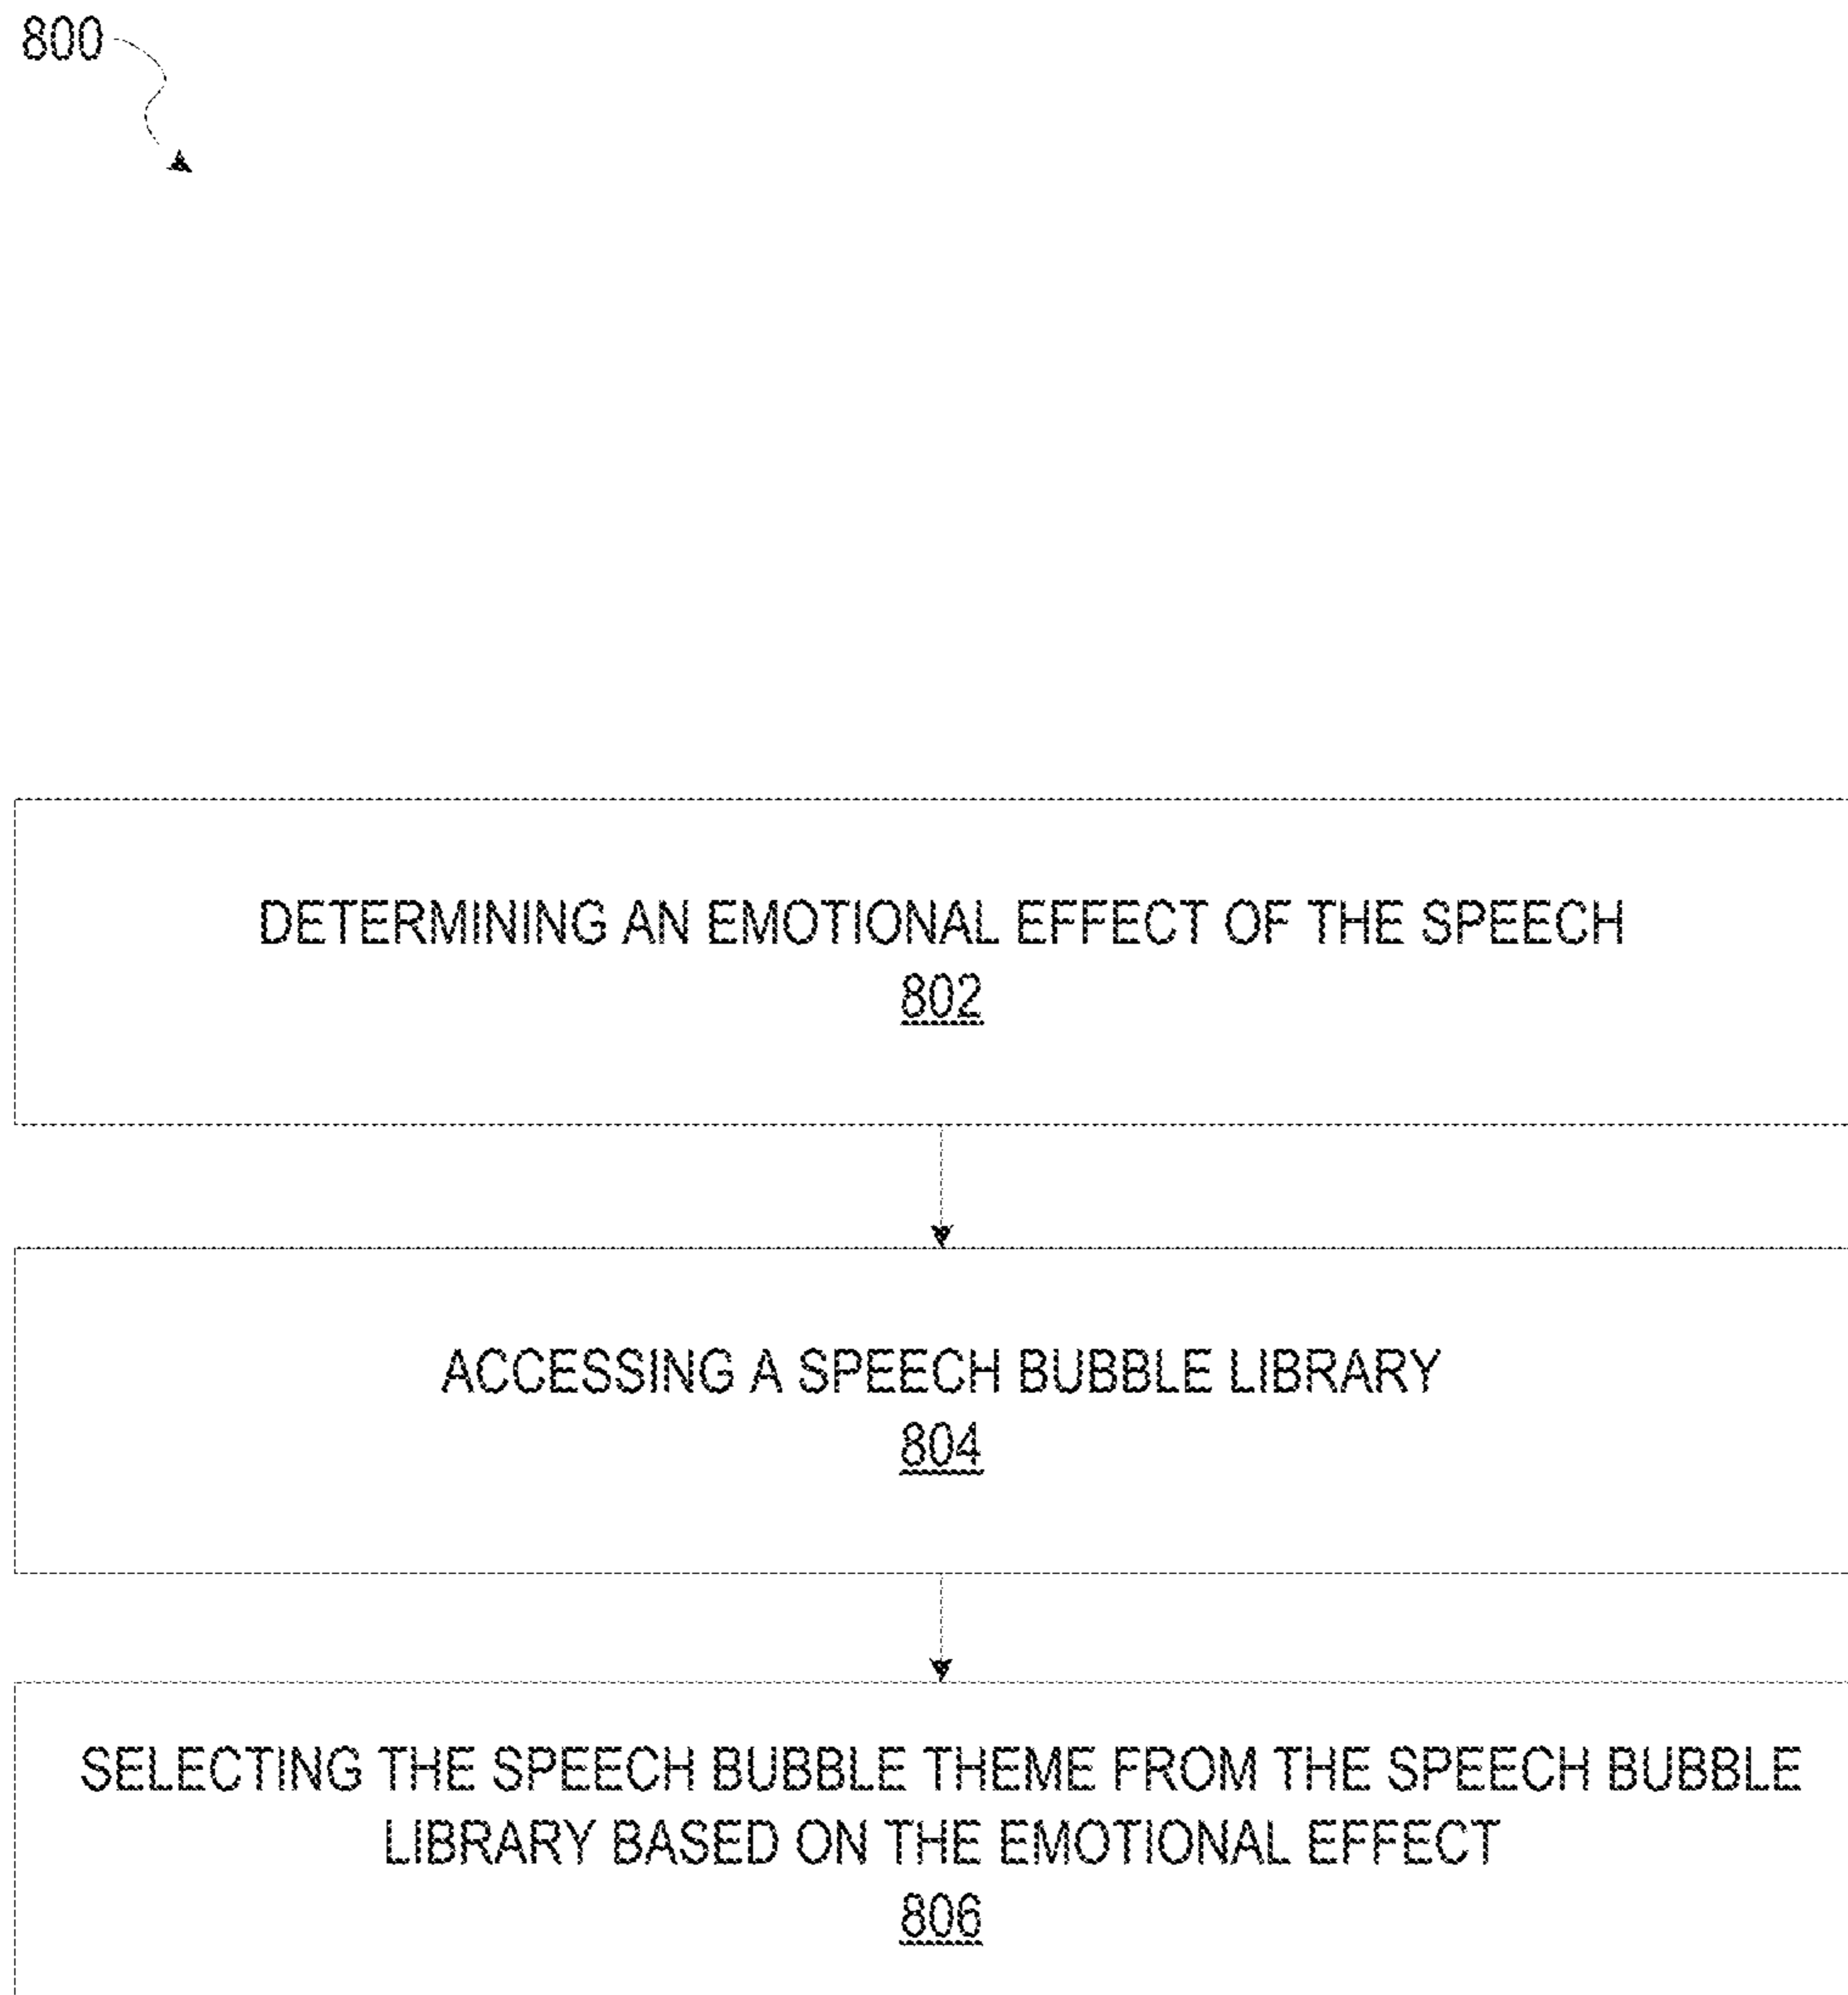 800
DETERMINING AN EMOTIONAL EFFECT OF THE SPEECH
802
ACCESSING A SPEECH BUBBLE LIBRARY
804
SELECTING THE SPEECH BUBBLE THEME FROM THE SPEECH BUBBLE
LIBRARY BASED ON THE EMOTIONAL EFFECT
806